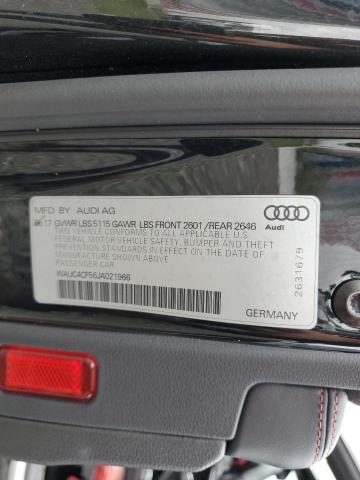 MFD. BY AUDI AG
Audi
06.17 GVWR LBS 5115 GAWR LBS FRONT 2601 /REAR 2646
THIS VEHICLE CONFORMS TO ALL APPLICABLE U.S.
FEDERAL MOTOR VEHICLE SAFETY, BUMPER AND THEFT
PREVENTION STANDARDS IN EFFECT ON THE DATE OF
MANUFACTURE SHOWN ABOVE.
PASSENGER CAR
WAUC4CF56JA021966
2631679
GERMANY